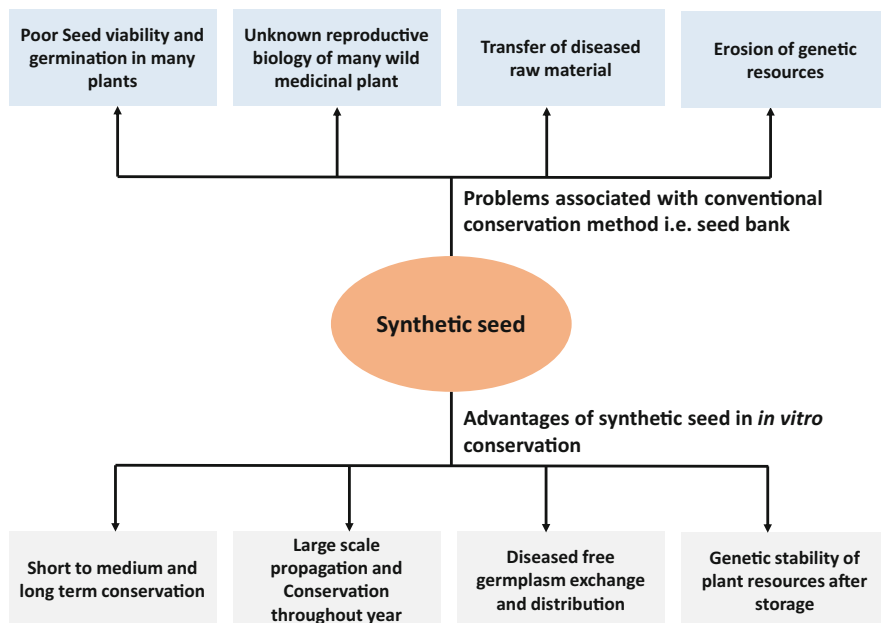 Poor Seed viability and
germination in many
plants
Unknown reproductive
biology of many wild
medicinal plant
Transfer of diseased
raw material
Erosion of genetic
resources
Problems associated with conventional
conservation method i.e. seed bank
Synthetic seed
Advantages of synthetic seed in in vitro
conservation
Short to medium and
long term conservation
Large scale
propagation and
Conservation
throughout year
Diseased free
germplasm exchange
and distribution
Genetic stability of
plant resources after
storage